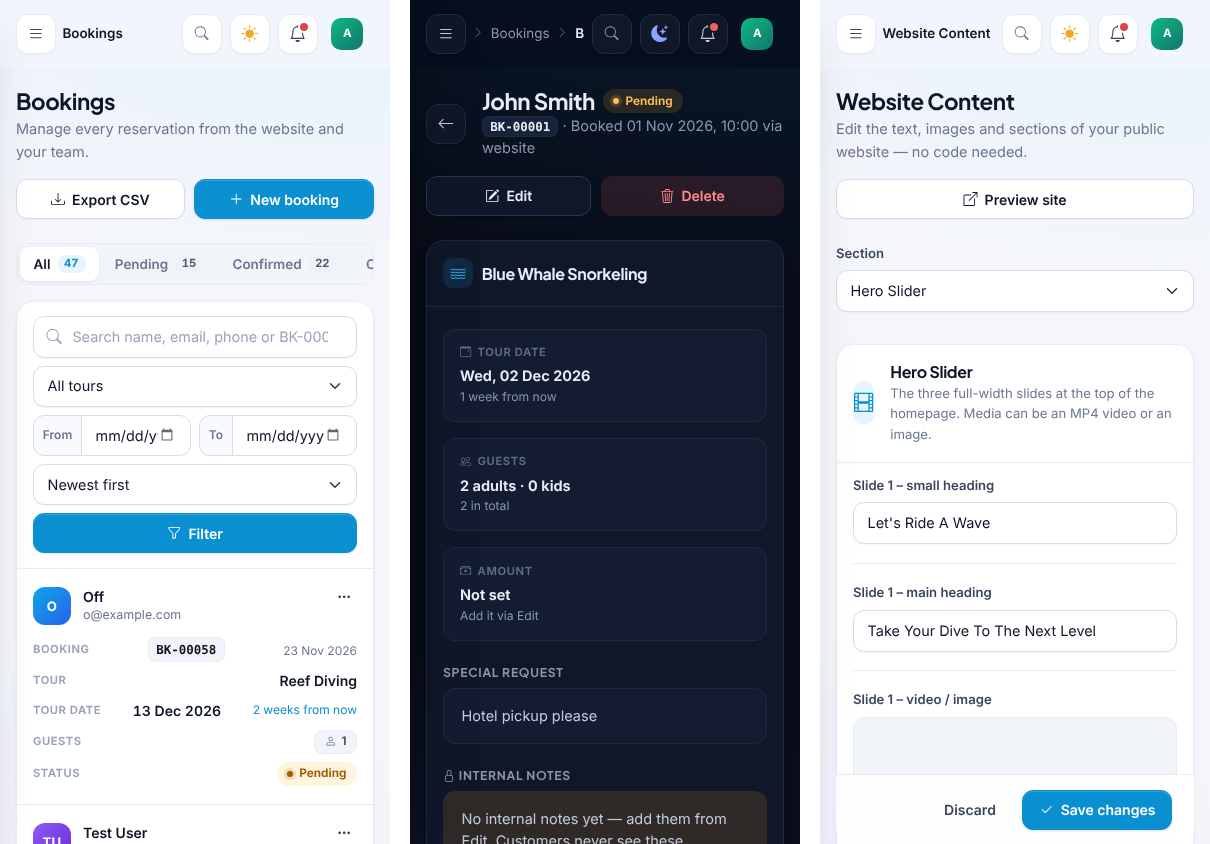 Bookings
A
Bookings
Manage every reservation from the website and
your team.
Export CSV
New booking
All 47
Pending 15
Confirmed 22
Search name, email, phone or BK-000
All tours
From mm/dd/y
To mm/dd/yyy
Newest first
Filter
O
Off
o@example.com
BOOKING BK-00058 23 Nov 2026
TOUR Reef Diving
TOUR DATE 13 Dec 2026 2 weeks from now
GUESTS 1
STATUS Pending
TU
Test User
Bookings B
A
John Smith Pending
BK-00001 · Booked 01 Nov 2026, 10:00 via
website
Edit
Delete
Blue Whale Snorkeling
TOUR DATE
Wed, 02 Dec 2026
1 week from now
GUESTS
2 adults · 0 kids
2 in total
AMOUNT
Not set
Add it via Edit
SPECIAL REQUEST
Hotel pickup please
INTERNAL NOTES
No internal notes yet — add them from
Edit. Customers never see these.
Website Content
A
Website Content
Edit the text, images and sections of your public
website — no code needed.
Preview site
Section
Hero Slider
Hero Slider
The three full-width slides at the top of the
homepage. Media can be an MP4 video or an
image.
Slide 1 – small heading
Let's Ride A Wave
Slide 1 – main heading
Take Your Dive To The Next Level
Slide 1 – video / image
Discard
Save changes